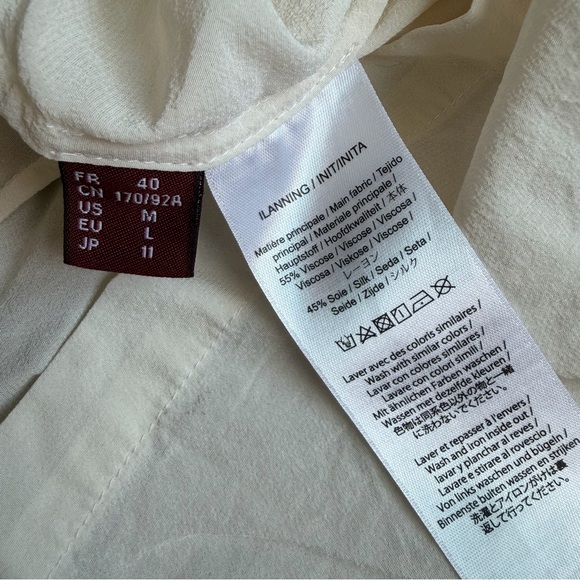 FR 40
CN 170/92A
US M
EU L
JP 11
ILANNING / INIT/INITA
Matière principale / Main fabric / Tejido
principal / Materiale principale /
Hauptstoff / Hoofdkwaliteit / 本体
55% Viscose / Viscose / Viscosa /
Viscosa / Viskose / Viscose /
レーヨン
45% Soie / Silk / Seda / Seta /
Seide / Zijde / シルク
Laver avec des coloris similaires /
Wash with similar colors /
Lavar con colores similares /
Lavare con colori simili /
Mit ähnlichen Farben waschen /
Wassen met dezelfde kleuren /
色物は同系色以外の物と一緒
に洗わないでください。
Laver et repasser à l'envers /
Wash and iron inside out /
lavar y planchar al reves /
Lavare e stirare al rovescio /
Von links waschen und bügeln /
Binnenste buiten wassen en strijken
洗濯とアイロンがけは裏
返して行ってください。